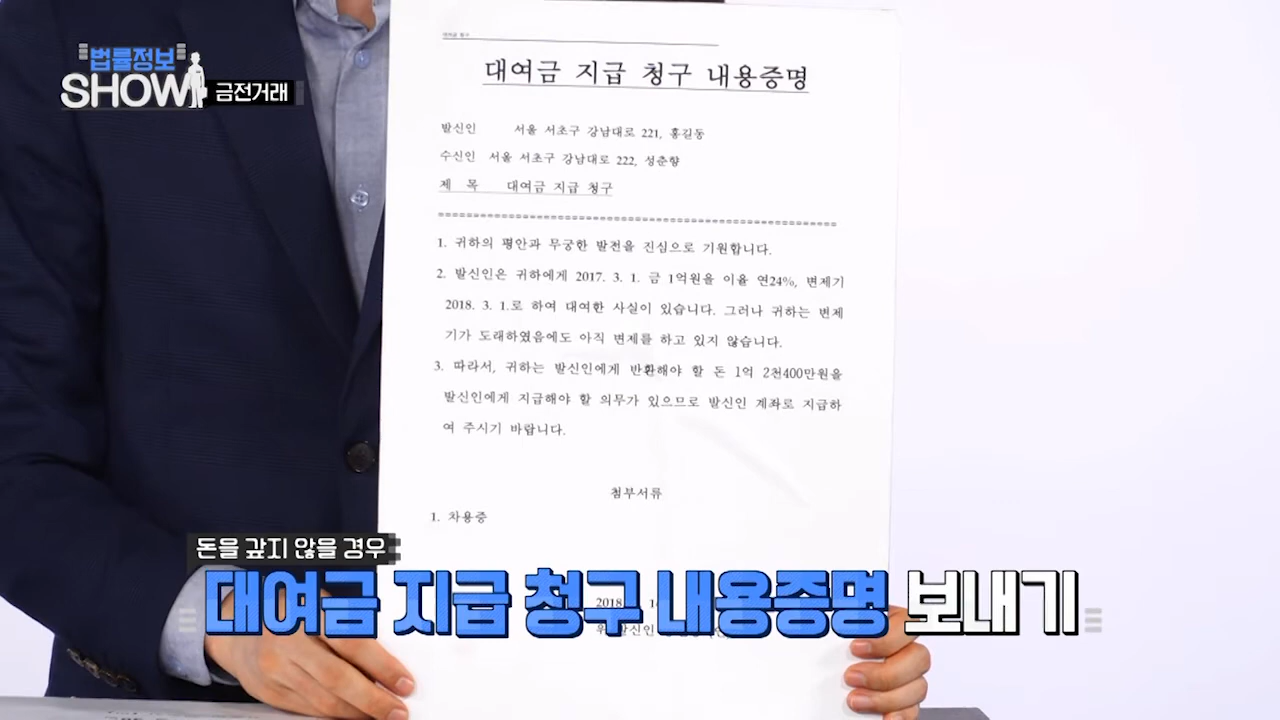 법률정보
SHOW 금전거래
대여금 지급 청구
대여금 지급 청구 내용증명
발신인 서울 서초구 강남대로 221, 홍길동
수신인 서울 서초구 강남대로 222, 성춘향
제 목 대여금 지급 청구
1. 귀하의 평안과 무궁한 발전을 진심으로 기원합니다.
2. 발신인은 귀하에게 2017. 3. 1. 금 1억원을 이율 연24%, 변제기
2018. 3. 1.로 하여 대여한 사실이 있습니다. 그러나 귀하는 변제
기가 도래하였음에도 아직 변제를 하고 있지 않습니다.
3. 따라서, 귀하는 발신인에게 반환해야 할 돈 1억 2천400만원을
발신인에게 지급해야 할 의무가 있으므로 발신인 계좌로 지급하
여 주시기 바랍니다.
첨부서류
1. 차용증
돈을 갚지 않을 경우
대여금 지급 청구 내용증명 보내기
2018.
위 발신인